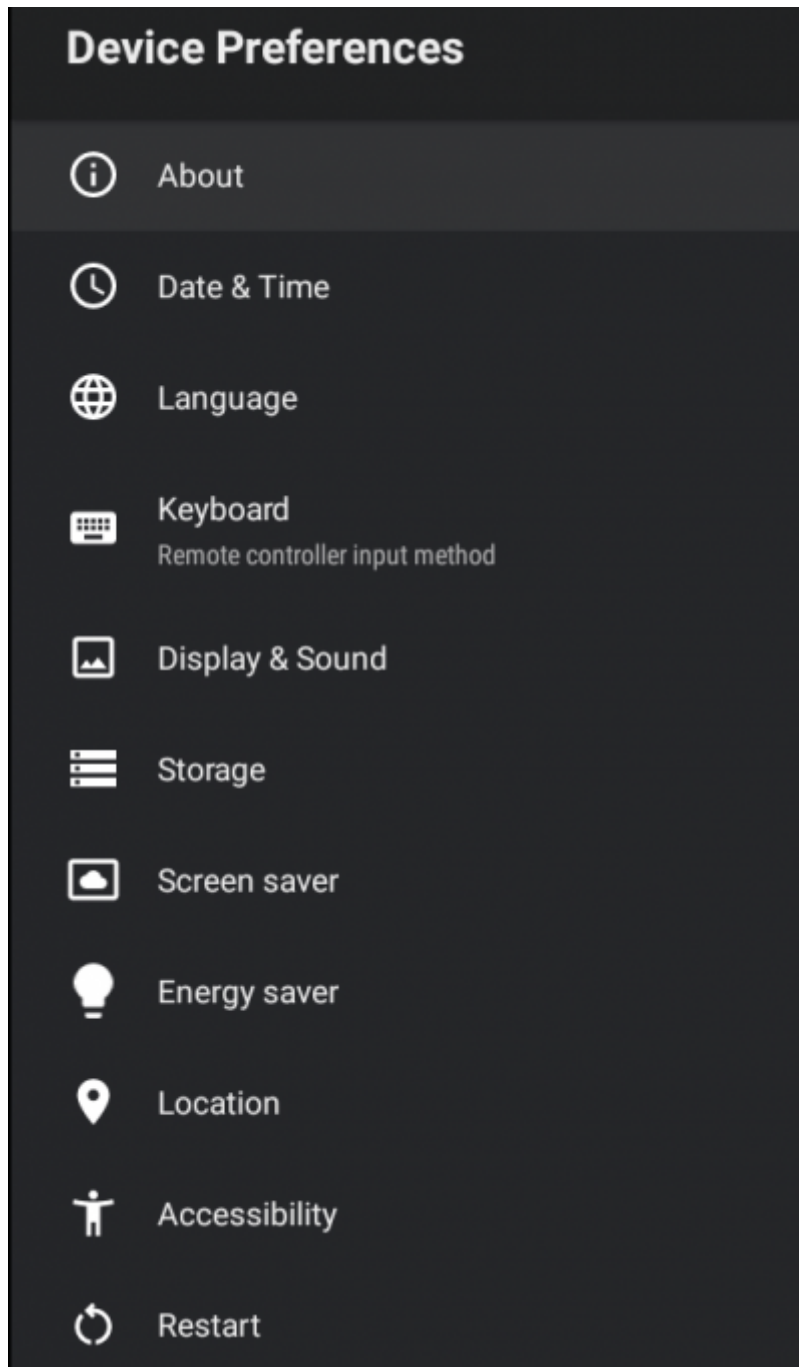 Device Preferences
About
Date & Time
Language
Keyboard
Remote controller input method
Display & Sound
Storage
Screen saver
Energy saver
Location
Accessibility
Restart